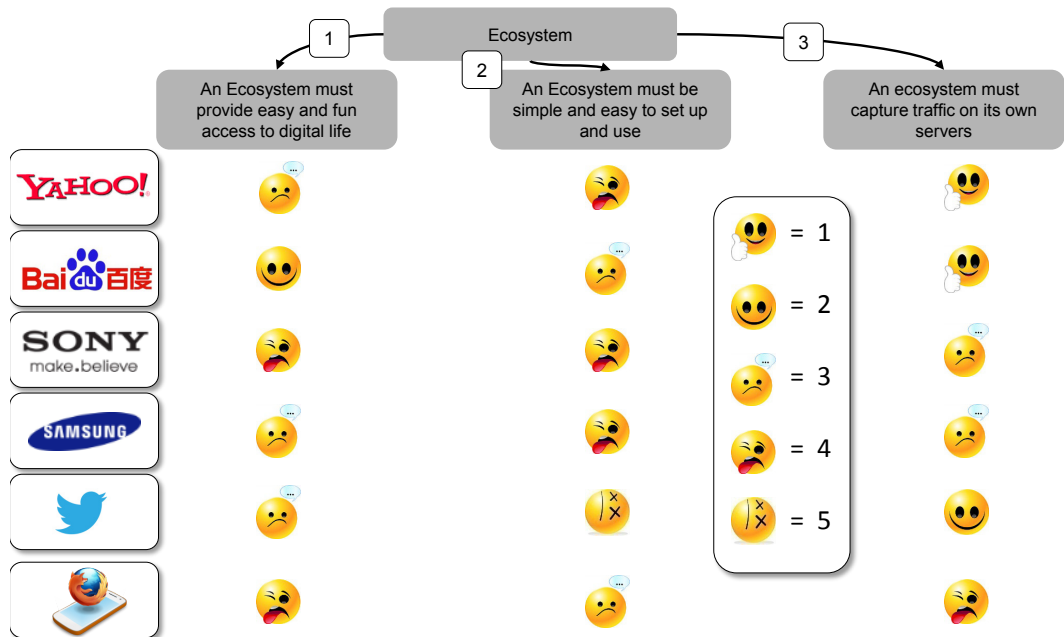 Ecosystem
1
2
3
An Ecosystem must
provide easy and fun
access to digital life
An Ecosystem must be
simple and easy to set up
and use
An ecosystem must
capture traffic on its own
servers
YAHOO!
...
Bai du 百度
...
SONY
make.believe
...
SAMSUNG
...
...
...
...
= 1
= 2
...
= 3
= 4
= 5